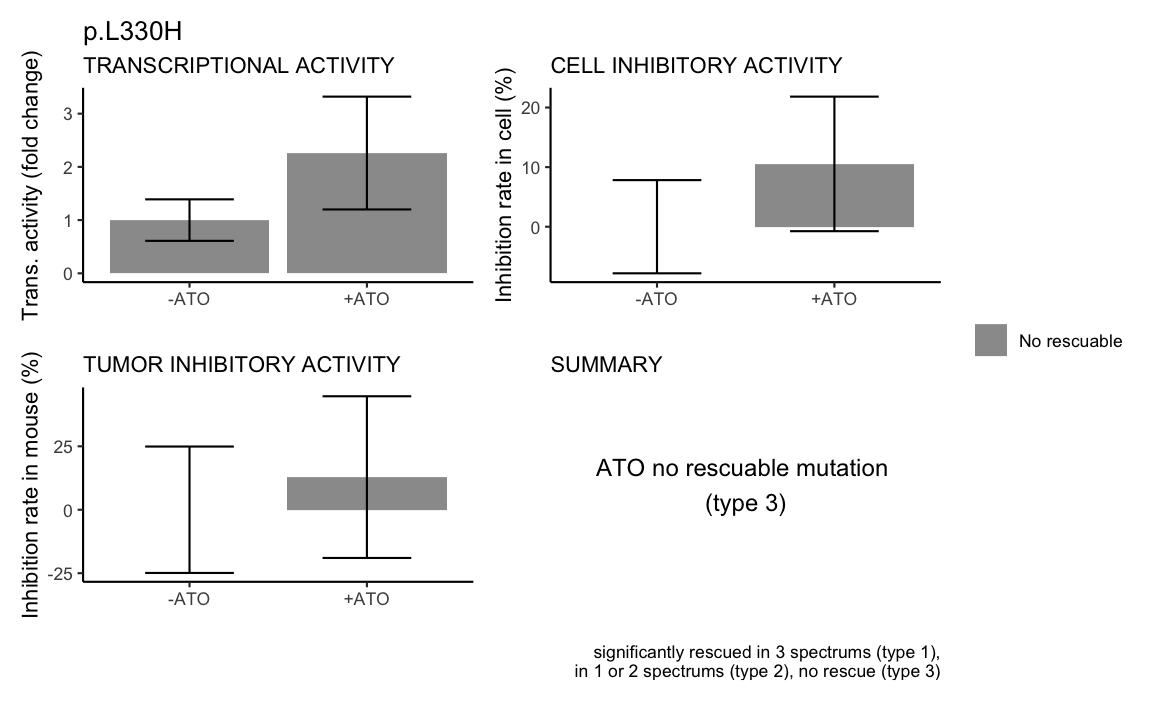 p.L330H
TRANSCRIPTIONAL ACTIVITY
Trans. activity (fold change)
3
2
1
0
-ATO
+ATO
CELL INHIBITORY ACTIVITY
Inhibition rate in cell (%)
20
10
0
-ATO
+ATO
No rescuable
TUMOR INHIBITORY ACTIVITY
Inhibition rate in mouse (%)
25
0
-25
-ATO
+ATO
SUMMARY
ATO no rescuable mutation
(type 3)
significantly rescued in 3 spectrums (type 1),
in 1 or 2 spectrums (type 2), no rescue (type 3)